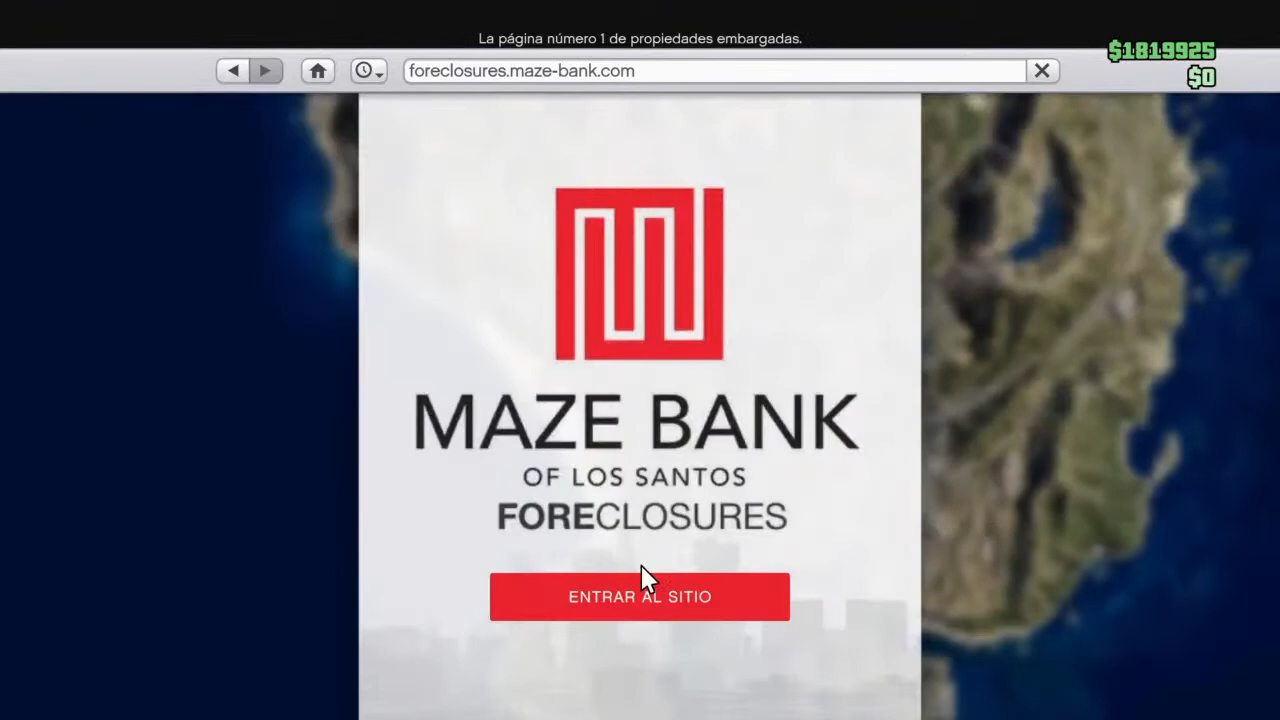 La página número 1 de propiedades embargadas.
foreclosures.maze-bank.com
$1819925
$0
MAZE BANK
OF LOS SANTOS
FORECLOSURES
ENTRAR AL SITIO